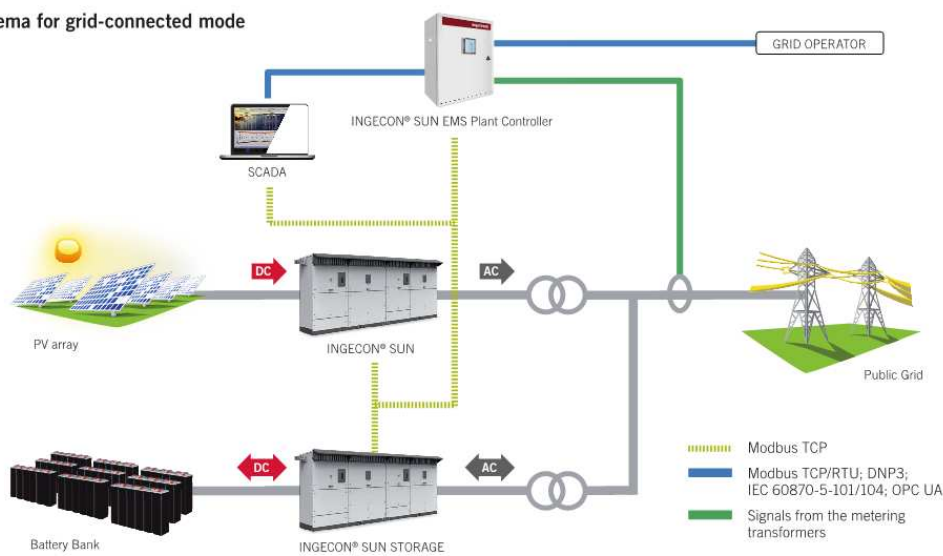 ema for grid-connected mode
GRID OPERATOR
INGECON® SUN EMS Plant Controller
SCADA
DC
AC
PV array
INGECON® SUN
Public Grid
DC
AC
Battery Bank
INGECON® SUN STORAGE
Modbus TCP
Modbus TCP/RTU; DNP3;
IEC 60870-5-101/104; OPC UA
Signals from the metering
transformers